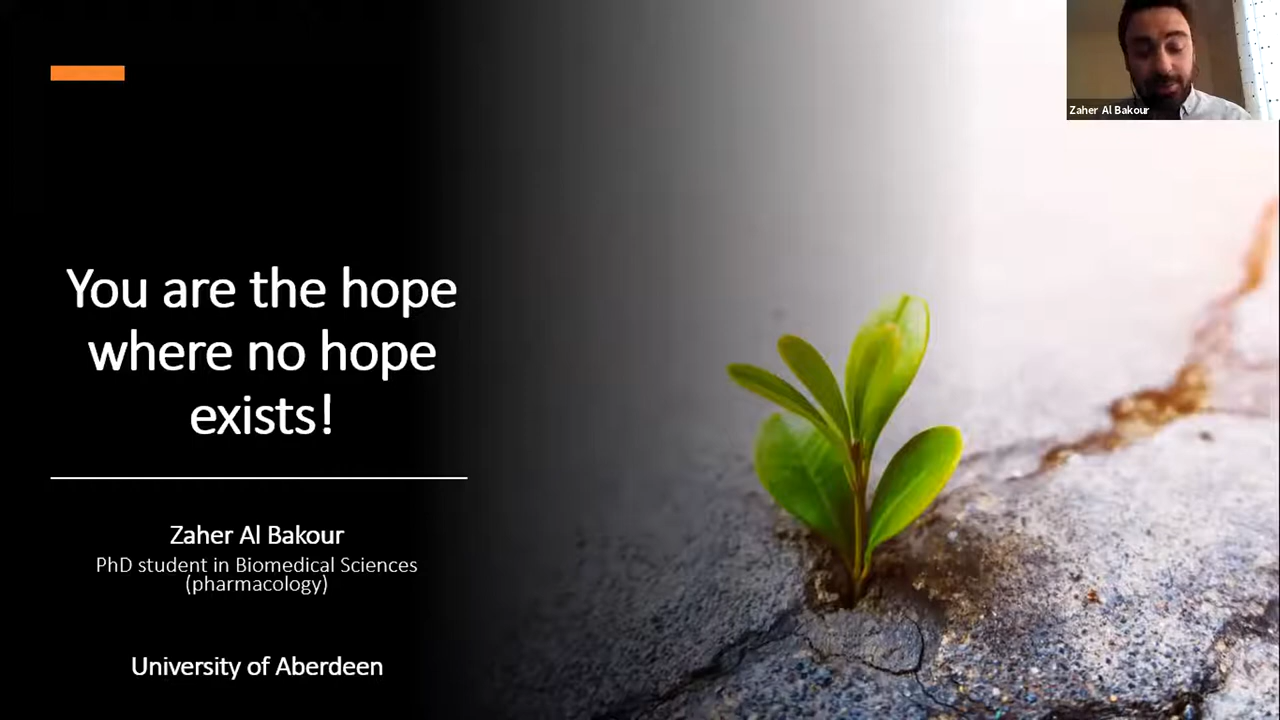 You are the hope
where no hope
exists!
Zaher Al Bakour
PhD student in Biomedical Sciences
(pharmacology)
University of Aberdeen
Zaher Al Bakour